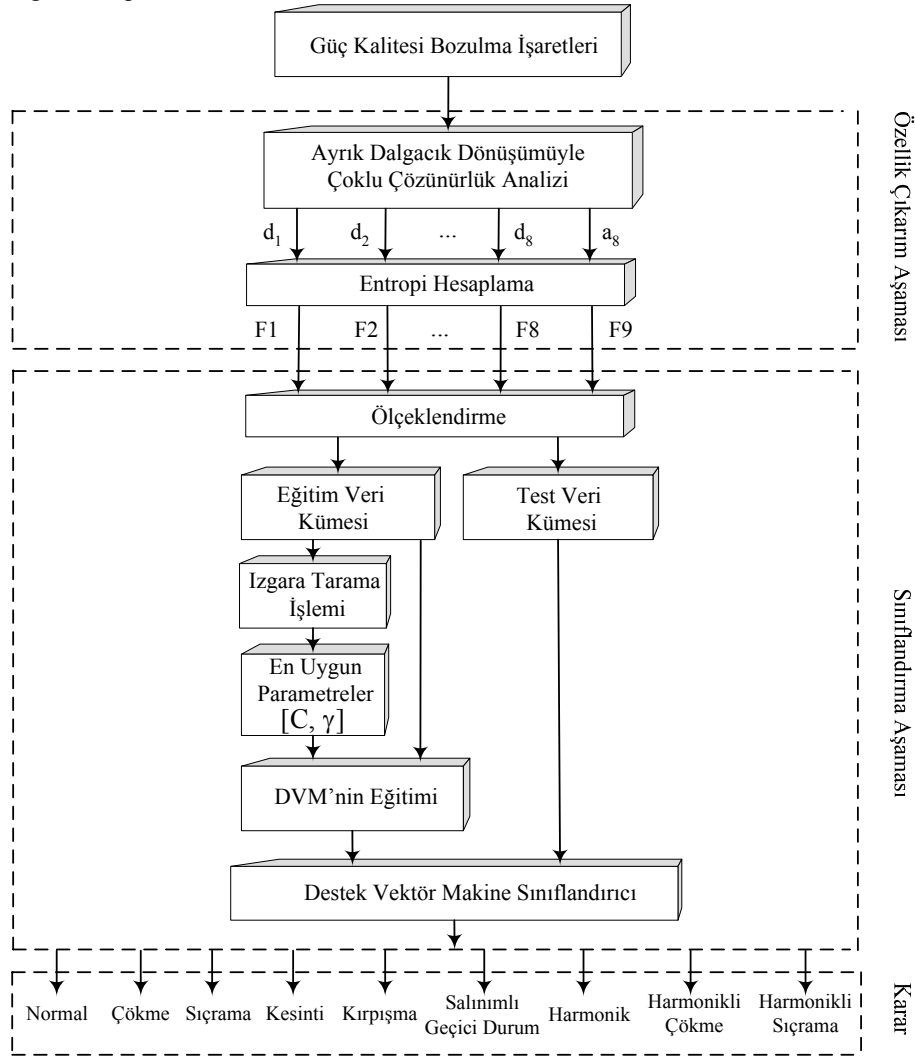 Güç Kalitesi Bozulma İşaretleri
Özellik Çıkarım Aşaması
Ayrık Dalgacık Dönüşümüyle
Çoklu Çözünürlük Analizi
d1 d2 ... d8 a8
Entropi Hesaplama
F1 F2 ... F8 F9
Sınıflandırma Aşaması
Ölçeklendirme
Eğitim Veri
Kümesi
Test Veri
Kümesi
Izgara Tarama
İşlemi
En Uygun
Parametreler
[C, γ]
DVM'nin Eğitimi
Destek Vektör Makine Sınıflandırıcı
Karar
Normal
Çökme
Sıçrama
Kesinti
Kırpışma
Salınımlı
Geçici Durum
Harmonik
Harmonikli
Çökme
Harmonikli
Sıçrama